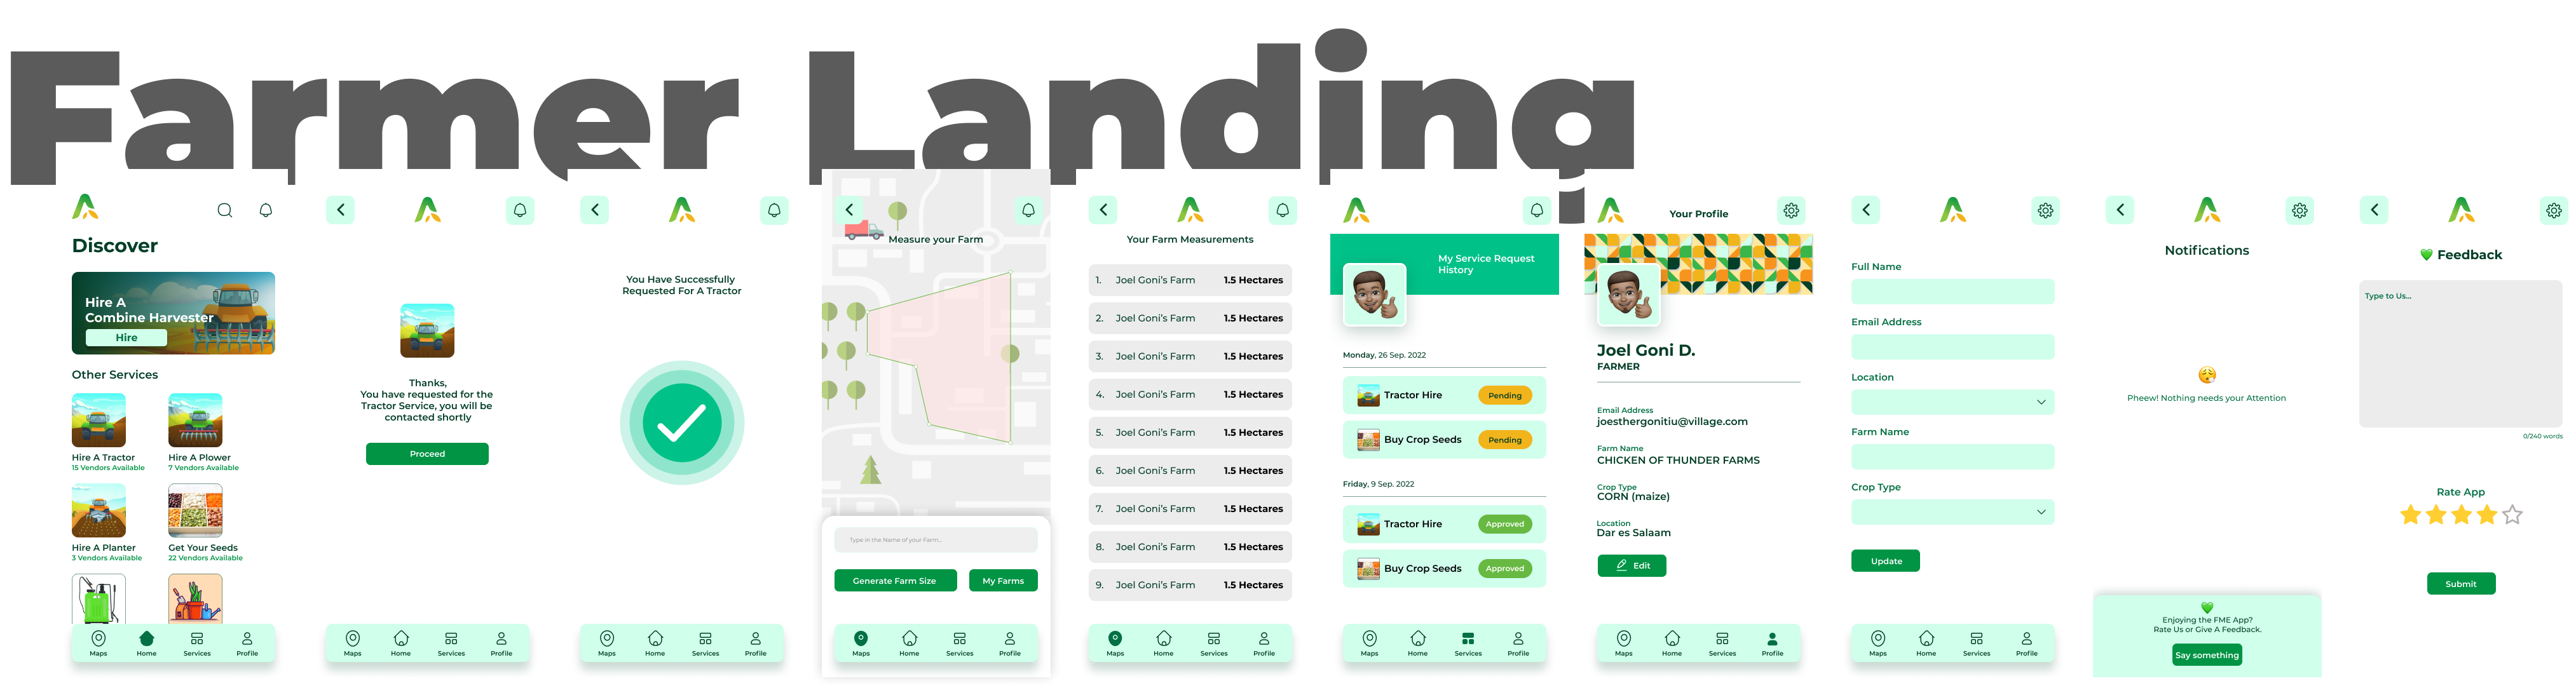 Farmer Landing
Discover
Hire A
Combine Harvester
Hire
Other Services
Hire A Tractor
15 Vendors Available
Hire A Plower
7 Vendors Available
Hire A Planter
3 Vendors Available
Get Your Seeds
22 Vendors Available
Maps
Home
Services
Profile
Thanks,
You have requested for the
Tractor Service, you will be
contacted shortly
Proceed
Maps
Home
Services
Profile
You Have Successfully
Requested For A Tractor
Maps
Home
Services
Profile
Measure your Farm
Type in the Name of your Farm...
Generate Farm Size
My Farms
Maps
Home
Services
Profile
Your Farm Measurements
1. Joel Goni's Farm 1.5 Hectares
2. Joel Goni's Farm 1.5 Hectares
3. Joel Goni's Farm 1.5 Hectares
4. Joel Goni's Farm 1.5 Hectares
5. Joel Goni's Farm 1.5 Hectares
6. Joel Goni's Farm 1.5 Hectares
7. Joel Goni's Farm 1.5 Hectares
8. Joel Goni's Farm 1.5 Hectares
9. Joel Goni's Farm 1.5 Hectares
Maps
Home
Services
Profile
My Service Request
History
Monday, 26 Sep. 2022
Tractor Hire Pending
Buy Crop Seeds Pending
Friday, 9 Sep. 2022
Tractor Hire Approved
Buy Crop Seeds Approved
Maps
Home
Services
Profile
Your Profile
Joel Goni D.
FARMER
Email Address
joesthergonitiu@village.com
Farm Name
CHICKEN OF THUNDER FARMS
Crop Type
CORN (maize)
Location
Dar es Salaam
Edit
Maps
Home
Services
Profile
Full Name
Email Address
Location
Farm Name
Crop Type
Update
Maps
Home
Services
Profile
Notifications
Pheew! Nothing needs your Attention
Enjoying the FME App?
Rate Us or Give A Feedback.
Say something
Feedback
Type to Us...
0/240 words
Rate App
Submit